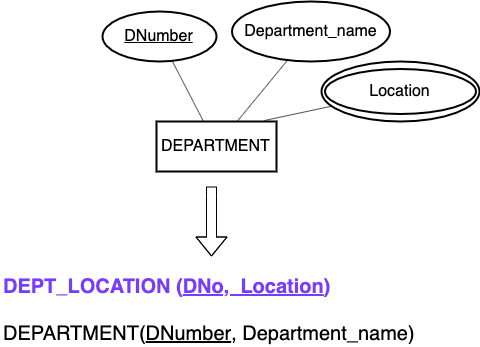 DNumber
Department_name
Location
DEPARTMENT
DEPT_LOCATION (DNo, Location)
DEPARTMENT(DNumber, Department_name)